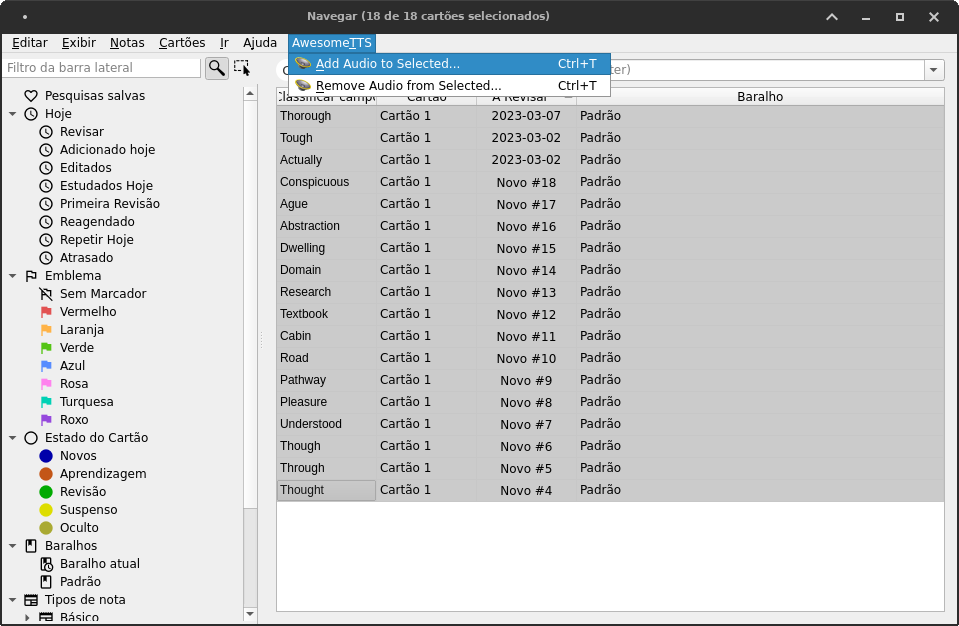 Navegar (18 de 18 cartões selecionados)
Editar Exibir Notas Cartões Ir Ajuda AwesomeTTS
Filtro da barra lateral
Add Audio to Selected... Ctrl+T
Remove Audio from Selected... Ctrl+T
Cartão A Revisar Baralho
Pesquisas salvas
Hoje
Revisar
Adicionado hoje
Editados
Estudados Hoje
Primeira Revisão
Reagendado
Repetir Hoje
Atrasado
Emblema
Sem Marcador
Vermelho
Laranja
Verde
Azul
Rosa
Turquesa
Roxo
Estado do Cartão
Novos
Aprendizagem
Revisão
Suspenso
Oculto
Baralhos
Baralho atual
Padrão
Tipos de nota
Básico
Thorough Cartão 1 2023-03-07 Padrão
Tough Cartão 1 2023-03-02 Padrão
Actually Cartão 1 2023-03-02 Padrão
Conspicuous Cartão 1 Novo #18 Padrão
Ague Cartão 1 Novo #17 Padrão
Abstraction Cartão 1 Novo #16 Padrão
Dwelling Cartão 1 Novo #15 Padrão
Domain Cartão 1 Novo #14 Padrão
Research Cartão 1 Novo #13 Padrão
Textbook Cartão 1 Novo #12 Padrão
Cabin Cartão 1 Novo #11 Padrão
Road Cartão 1 Novo #10 Padrão
Pathway Cartão 1 Novo #9 Padrão
Pleasure Cartão 1 Novo #8 Padrão
Understood Cartão 1 Novo #7 Padrão
Though Cartão 1 Novo #6 Padrão
Through Cartão 1 Novo #5 Padrão
Thought Cartão 1 Novo #4 Padrão